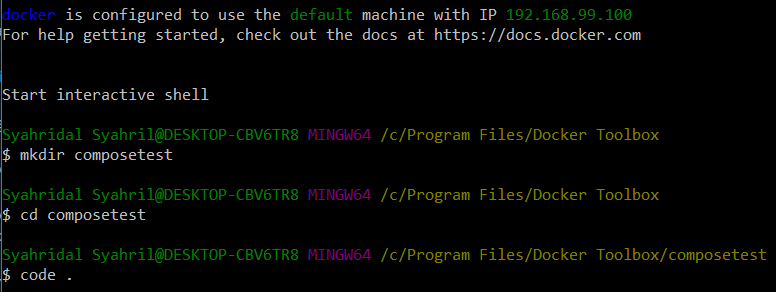 docker is configured to use the default machine with IP 192.168.99.100
For help getting started, check out the docs at https://docs.docker.com
Start interactive shell
Syahridal Syahril@DESKTOP-CBV6TR8 MINGW64 /c/Program Files/Docker Toolbox
$ mkdir composetest
Syahridal Syahril@DESKTOP-CBV6TR8 MINGW64 /c/Program Files/Docker Toolbox
$ cd composetest
Syahridal Syahril@DESKTOP-CBV6TR8 MINGW64 /c/Program Files/Docker Toolbox/composetest
$ code .